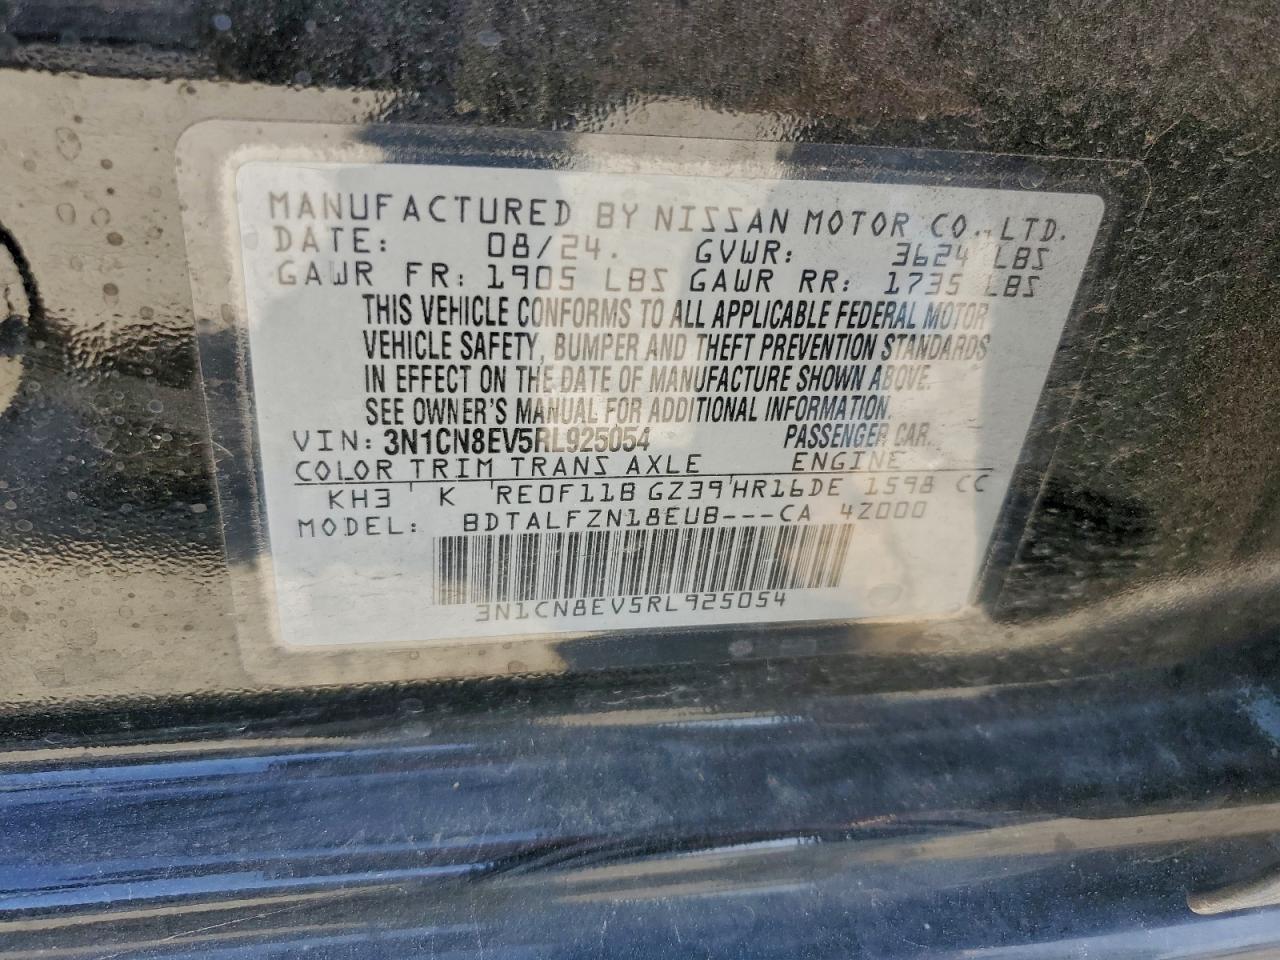 MANUFACTURED BY NISSAN MOTOR CO., LTD.
DATE: 08/24. GVWR: 3624 LBS
GAWR FR: 1905 LBS GAWR RR: 1735 LBS
THIS VEHICLE CONFORMS TO ALL APPLICABLE FEDERAL MOTOR
VEHICLE SAFETY, BUMPER AND THEFT PREVENTION STANDARDS
IN EFFECT ON THE DATE OF MANUFACTURE SHOWN ABOVE.
SEE OWNER'S MANUAL FOR ADDITIONAL INFORMATION.
VIN: 3N1CN8EV5RL925054 PASSENGER CAR.
COLOR TRIM TRANS AXLE ENGINE
KH3 K RE0F11B GZ39 HR16DE 1598 CC
MODEL: BDTALFZN18EUB---CA 4Z000
3N1CN8EV5RL925054